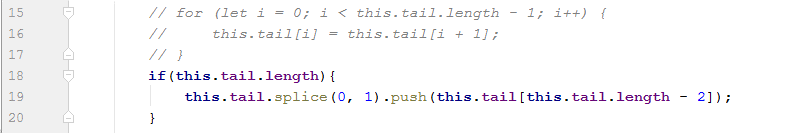 15 // for (let i = 0; i < this.tail.length - 1; i++) {
16 //     this.tail[i] = this.tail[i + 1];
17 // }
18 if(this.tail.length){
19     this.tail.splice(0, 1).push(this.tail[this.tail.length - 2]);
20 }